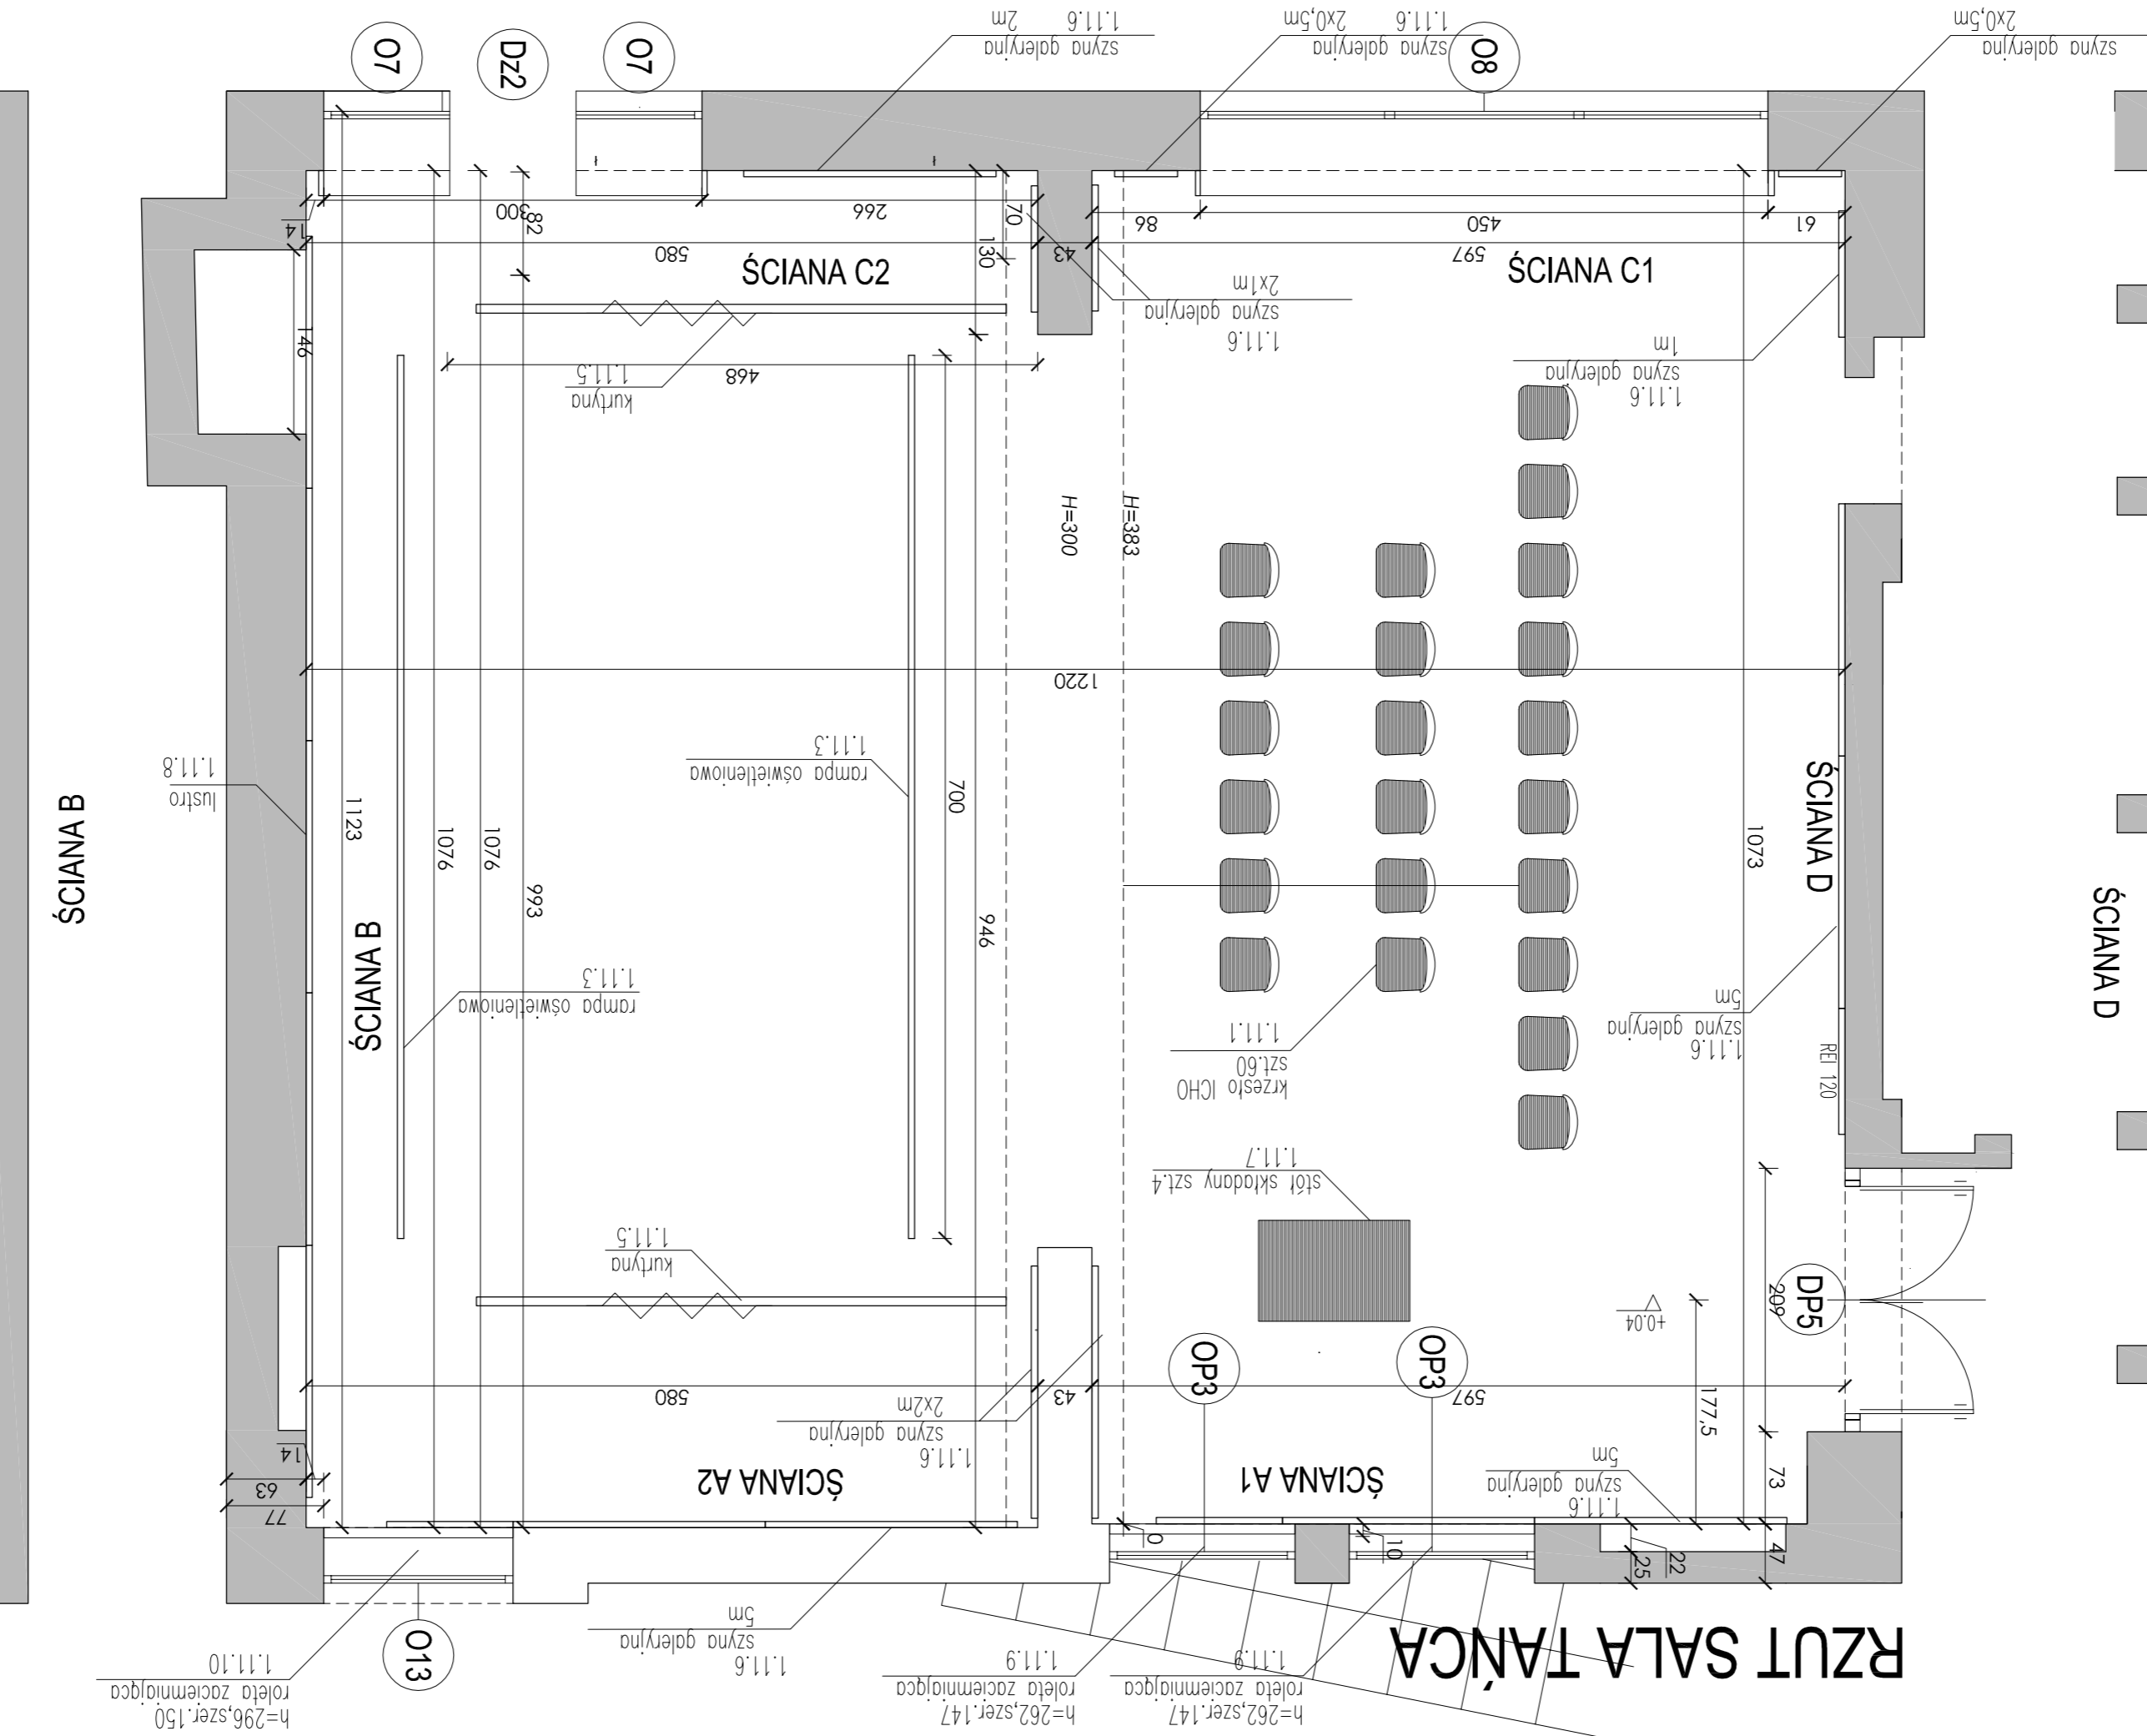 RZUT SALA TAŃCA
h=262,szer.147
roleta zaciemniająca
1.11.9
h=262,szer.147
roleta zaciemniająca
1.11.9
1.11.6
szyna galeryjna
5m
O13
h=296,szer.150
roleta zaciemniająca
1.11.10
47
25
22
10
0
77
63
14
73
177,5
209
DP5
1.11.6
szyna galeryjna
5m
ŚCIANA A1
ŚCIANA A2
1.11.6
szyna galeryjna
2x2m
597
43
580
OP3
OP3
+0.04
kurtyna
1.11.5
stół składany szt.4
1.11.7
krzesło ICHO
szt.60
1.11.1
1.11.6
szyna galeryjna
5m
REI 120
rampa oświetleniowa
1.11.3
ŚCIANA B
ŚCIANA D
ŚCIANA D
ŚCIANA B
1073
946
993
1076
1076
1123
700
rampa oświetleniowa
1.11.3
lustro
1.11.8
1220
H=383
H=300
1.11.6
szyna galeryjna
1m
468
kurtyna
1.11.5
146
1.11.6
szyna galeryjna
2x1m
ŚCIANA C1
ŚCIANA C2
597
43
580
130
70
82
14
61
450
86
266
300
szyna galeryjna
2x0,5m
O8
szyna galeryjna
1.11.6 2x0,5m
szyna galeryjna
1.11.6 2m
O7
Dz2
O7